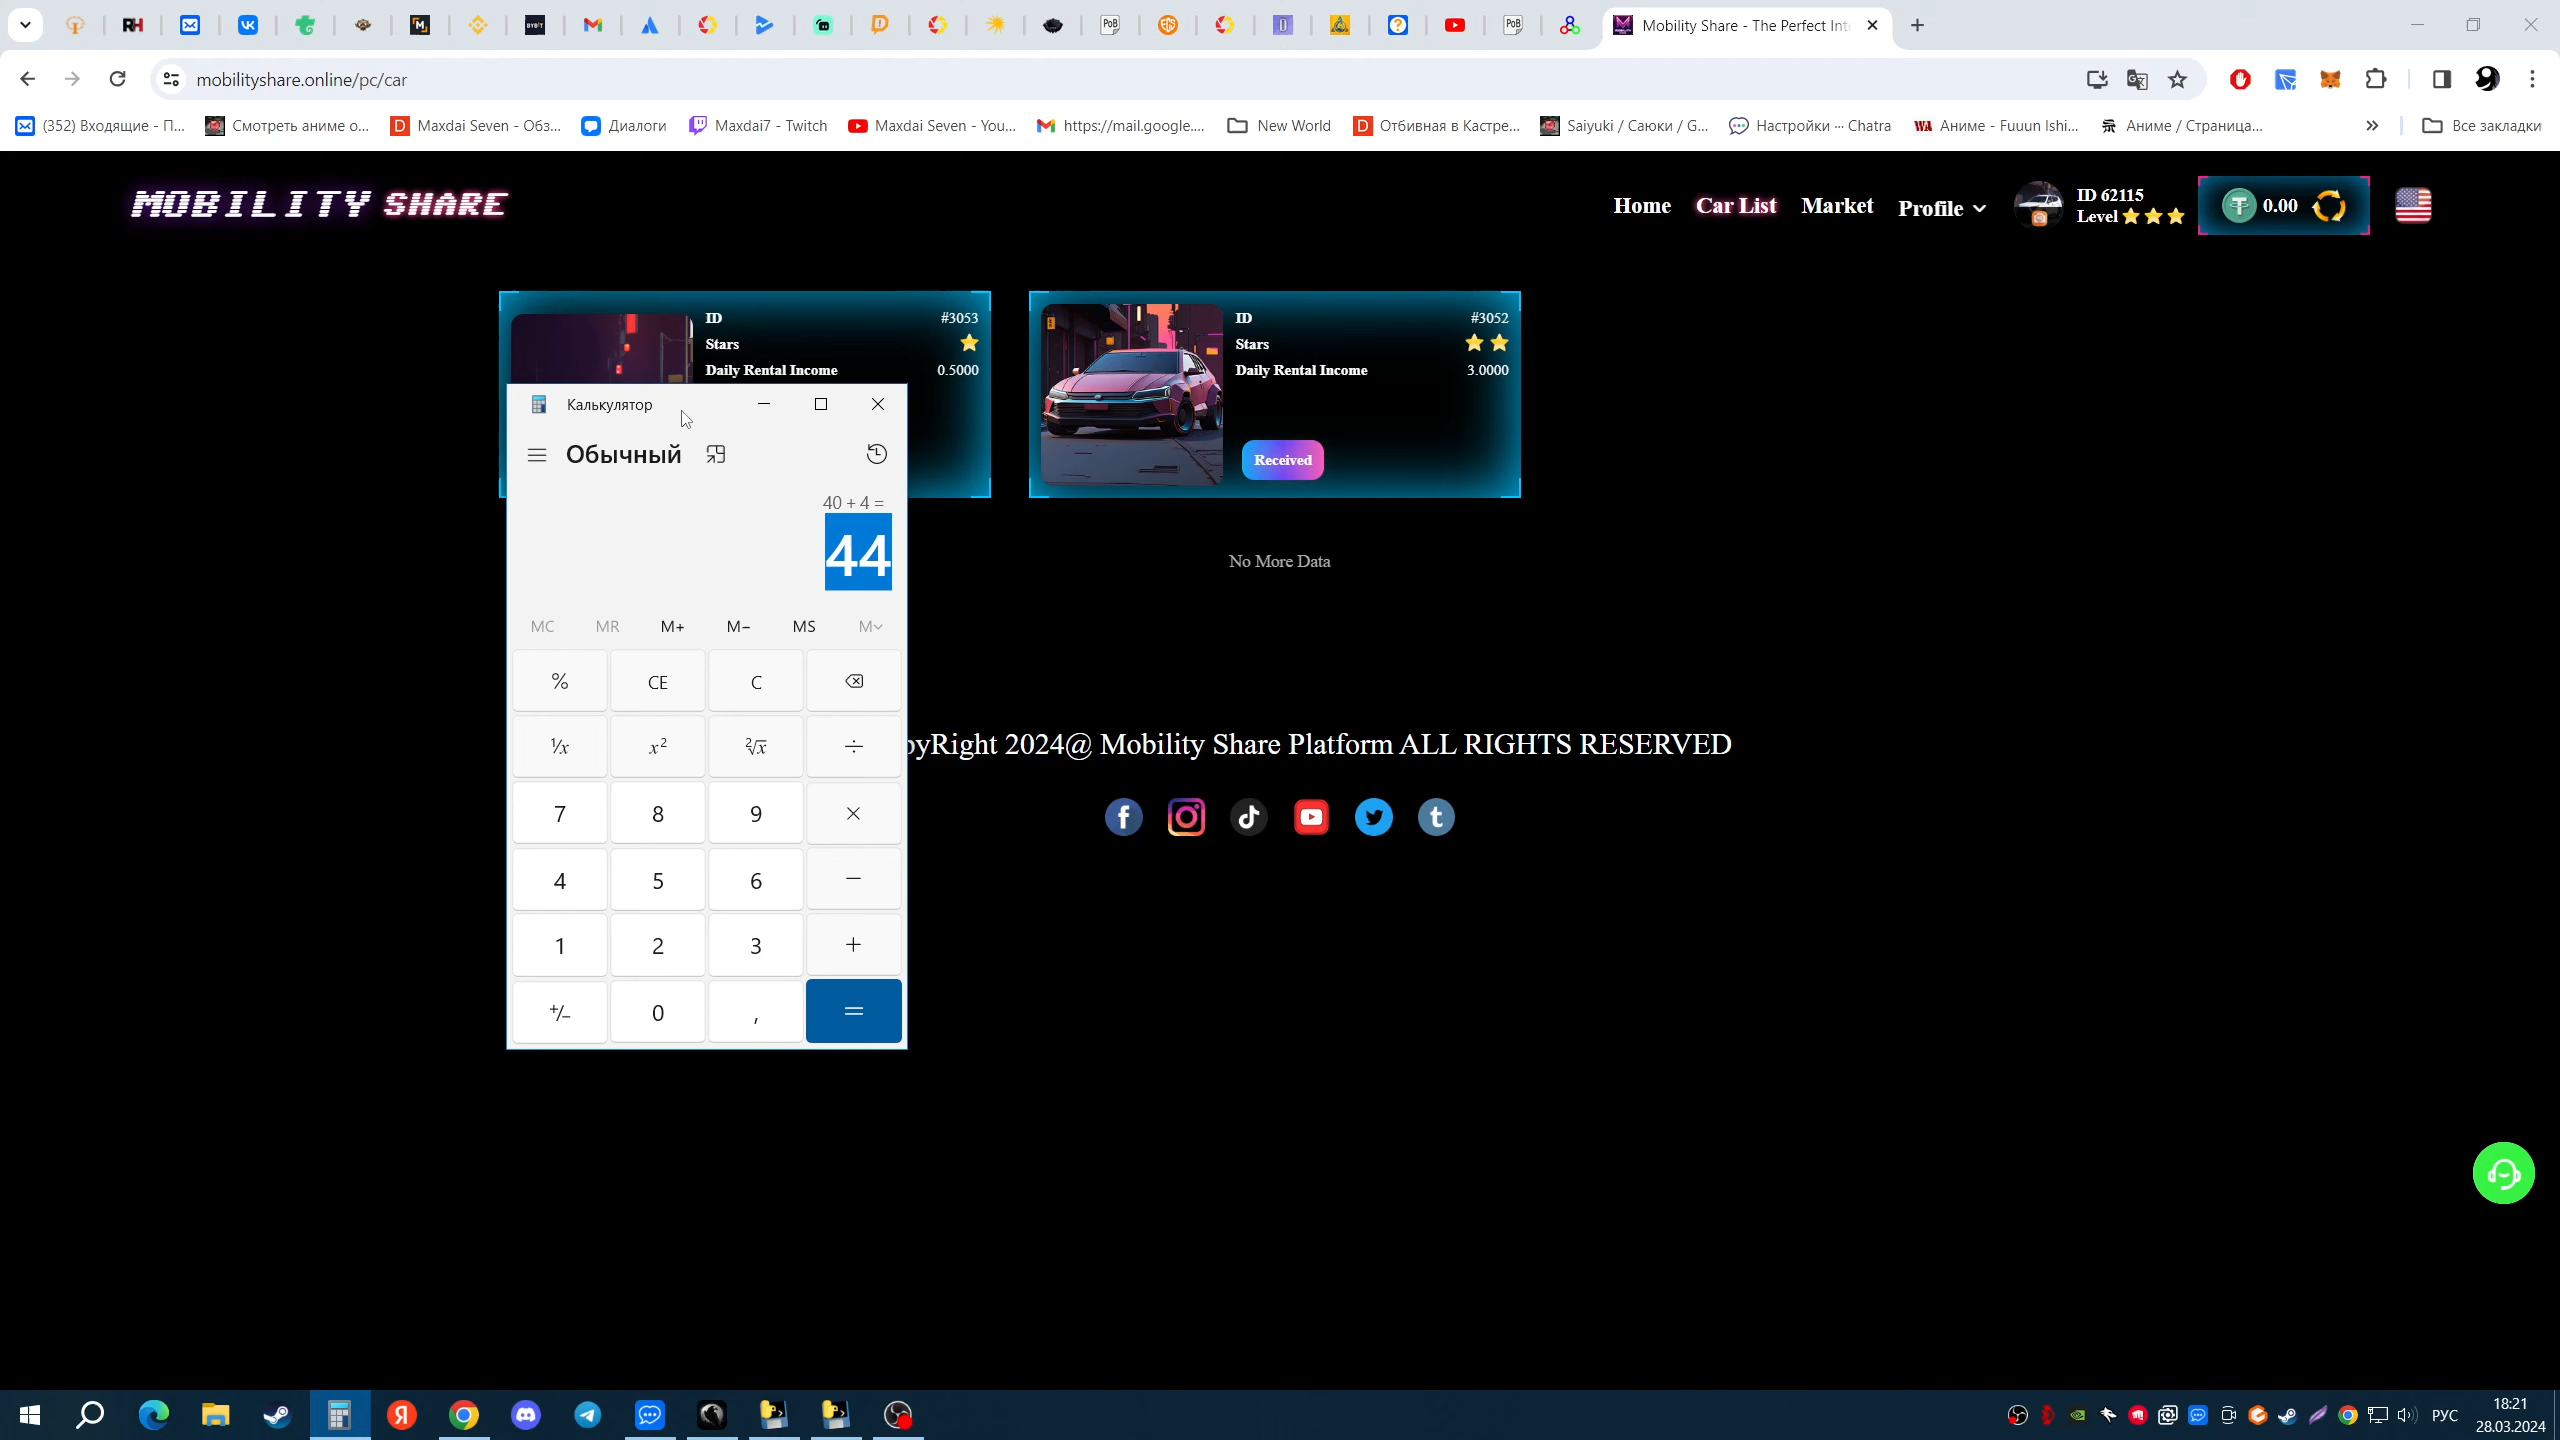 Mobility Share - The Perfect Int
mobilityshare.online/pc/car
(352) Входящие - П...
Смотреть аниме о...
Maxdai Seven - Обз...
Диалоги
Maxdai7 - Twitch
Maxdai Seven - You...
https://mail.google....
New World
Отбивная в Кастре...
Saiyuki / Саюки / G...
Настройки ··· Chatra
Аниме - Fuuun Ishi...
Аниме / Страница...
Все закладки
MOBILITY SHARE
Home
Car List
Market
Profile
ID 62115
Level
0.00
ID #3053
Stars
Daily Rental Income 0.5000
ID #3052
Stars
Daily Rental Income 3.0000
Received
Калькулятор
Обычный
40 + 4 =
44
MC MR M+ M− MS M
% CE C
¹/x x² ²√x ÷
7 8 9 ×
4 5 6 −
1 2 3 +
+/− 0 , =
No More Data
pyRight 2024@ Mobility Share Platform ALL RIGHTS RESERVED
РУС
18:21
28.03.2024